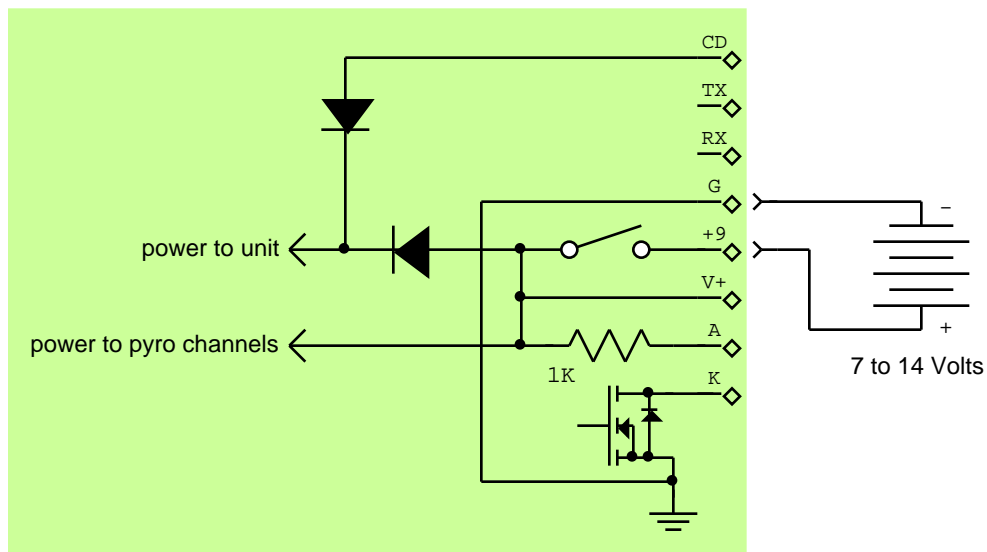 CD
TX
RX
G
−
power to unit
+9
V+
power to pyro channels
A
+
1K
K
7 to 14 Volts